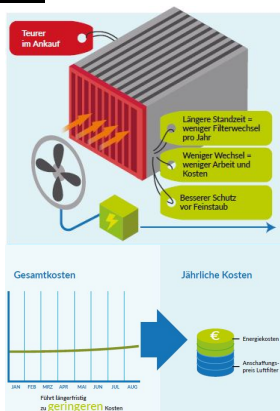 Teurer
im Ankauf
Längere Standzeit =
weniger Filterwechsel
pro Jahr
Weniger Wechsel =
weniger Arbeit und
Kosten
Besserer Schutz
vor Feinstaub
Gesamtkosten
JAN FEB MRZ APR MAI JUN JUL AUG
Führt längerfristig
zu geringeren Kosten
Jährliche Kosten
€
Energiekosten
Anschaffungs-
preis Luftfilter